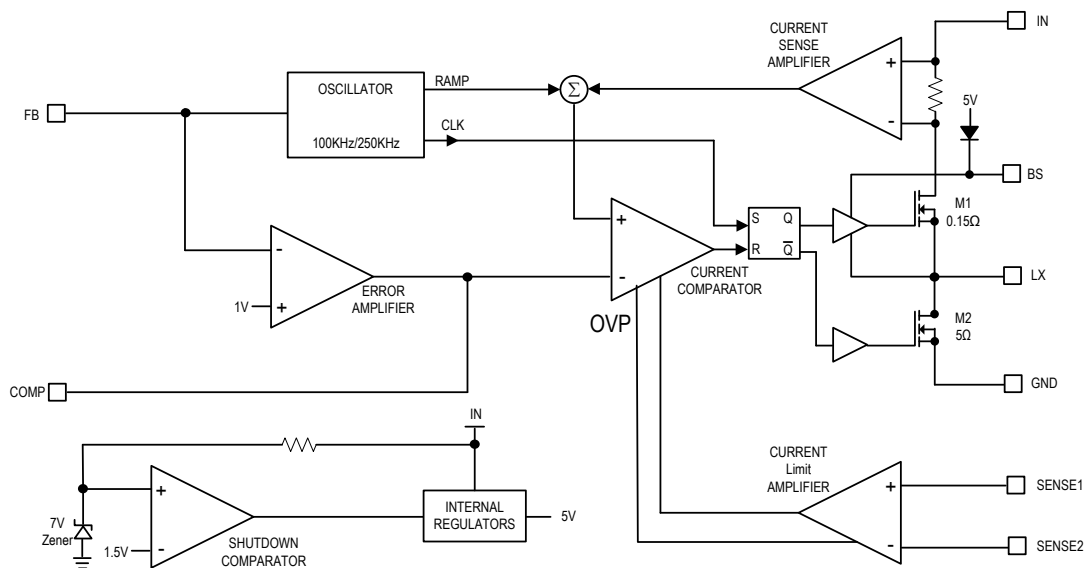 CURRENT
SENSE
AMPLIFIER
IN
+
-
OSCILLATOR
100KHz/250KHz
RAMP
CLK
Σ
FB
5V
BS
M1
0.15Ω
S Q
R Q̅
+
-
CURRENT
COMPARATOR
OVP
-
+
1V
ERROR
AMPLIFIER
LX
M2
5Ω
GND
COMP
IN
7V
Zener
+
-
1.5V
SHUTDOWN
COMPARATOR
INTERNAL
REGULATORS
5V
CURRENT
Limit
AMPLIFIER
+
-
SENSE1
SENSE2